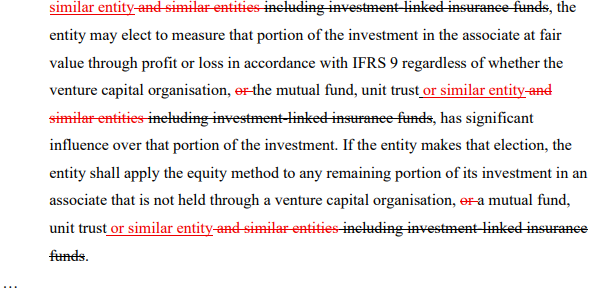 similar entity and similar entities including investment-linked insurance funds, the
entity may elect to measure that portion of the investment in the associate at fair
value through profit or loss in accordance with IFRS 9 regardless of whether the
venture capital organisation, or the mutual fund, unit trust or similar entity and
similar entities including investment-linked insurance funds, has significant
influence over that portion of the investment. If the entity makes that election, the
entity shall apply the equity method to any remaining portion of its investment in an
associate that is not held through a venture capital organisation, or a mutual fund,
unit trust or similar entity and similar entities including investment-linked insurance
funds.
...